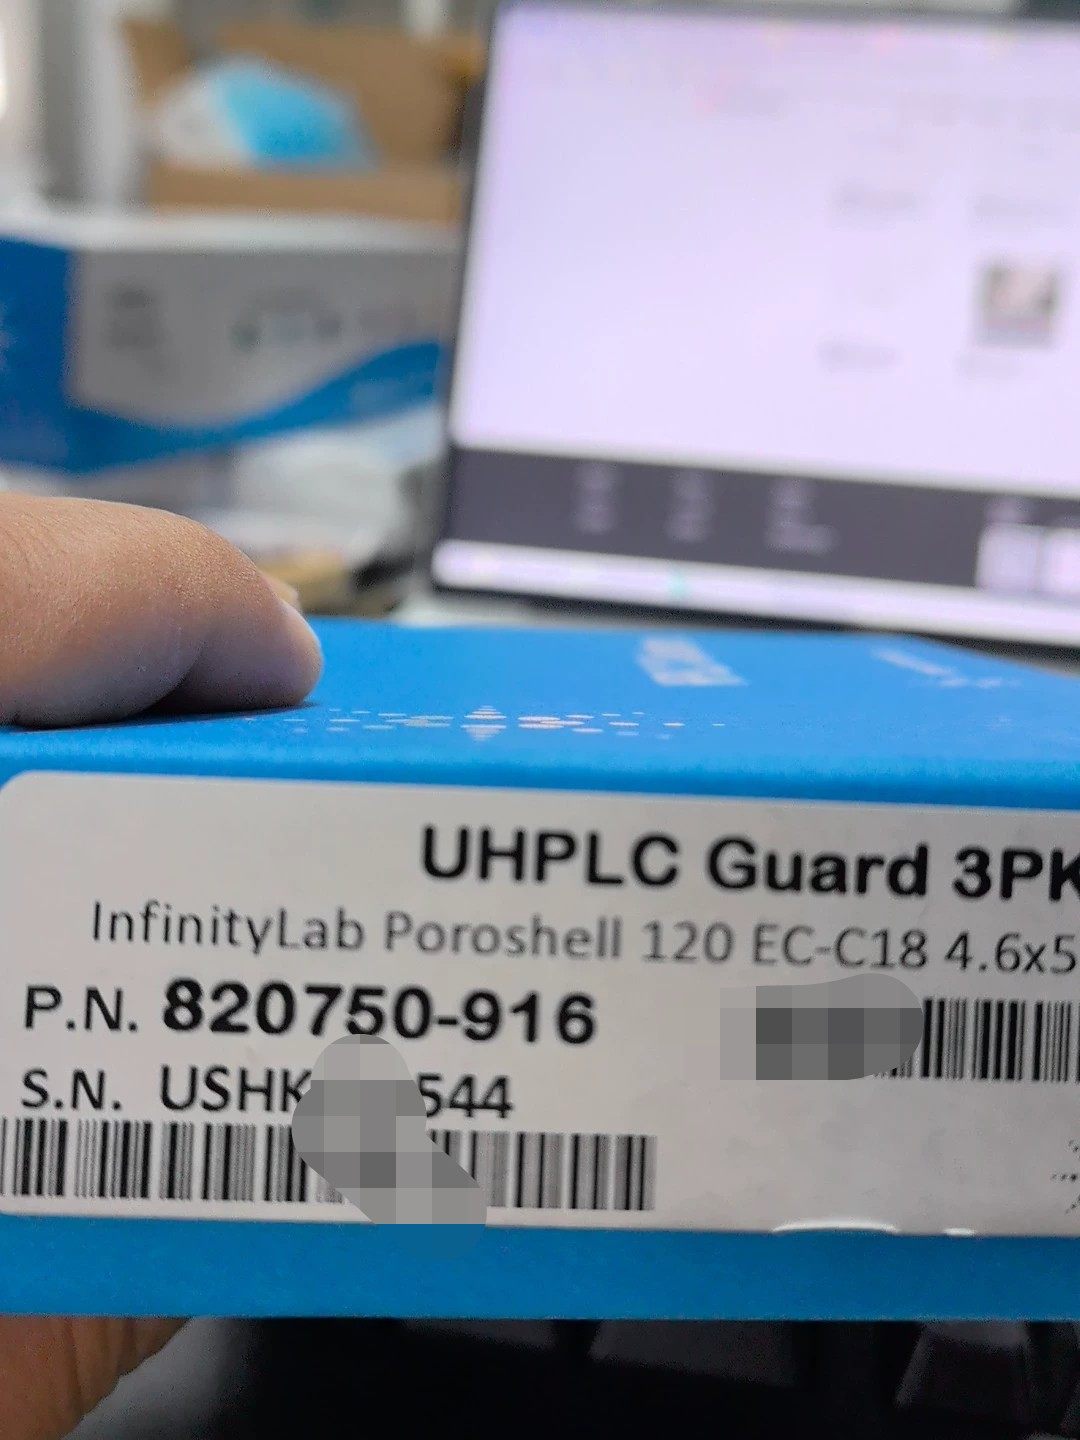 UHPLC Guard 3PK
InfinityLab Poroshell 120 EC-C18 4.6x5
P.N. 820750-916
S.N. USHK 544